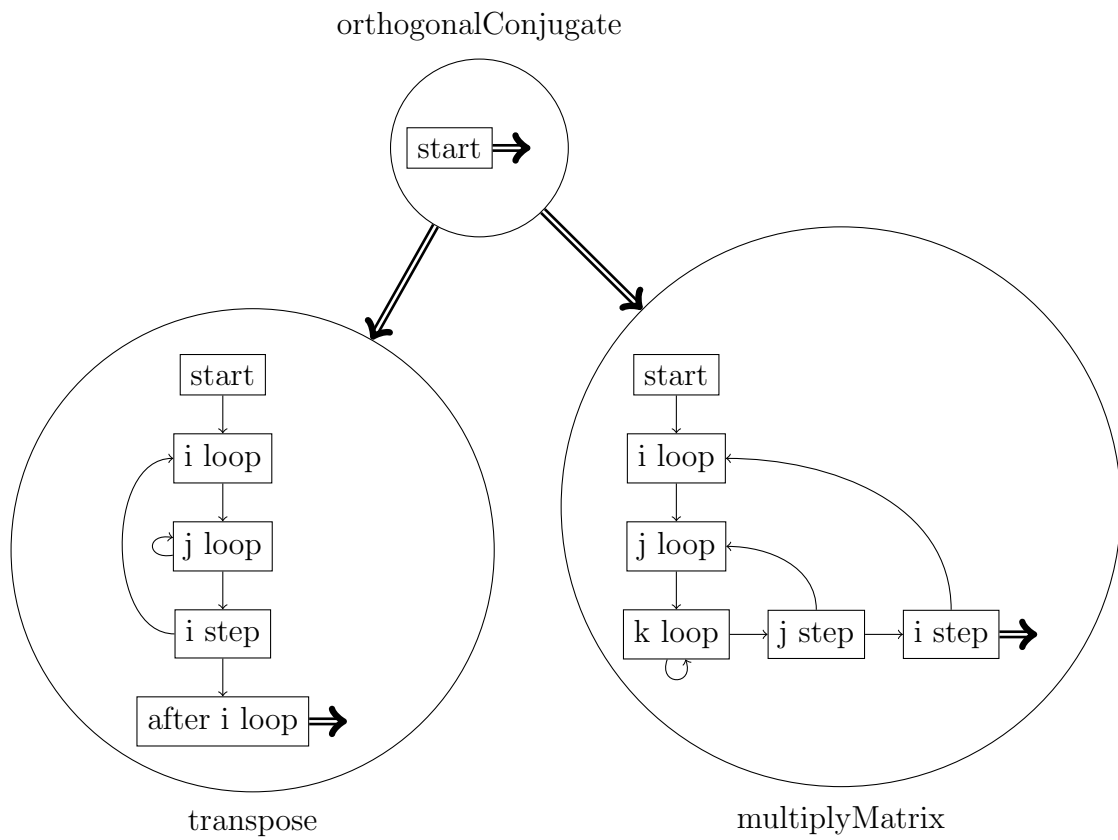 orthogonalConjugate
start
start
i loop
j loop
i step
after i loop
transpose
start
i loop
j loop
k loop
j step
i step
multiplyMatrix